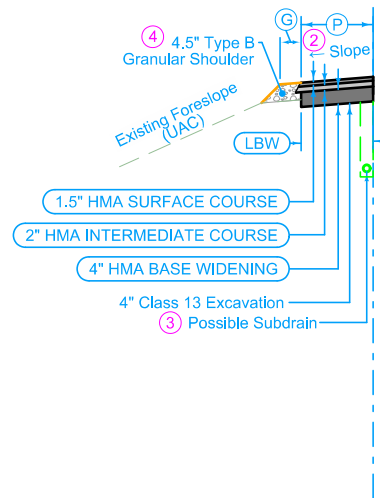 G
P
④ 4.5" Type B
Granular Shoulder
② Slope
Existing Foreslope
(UAC)
LBW
1.5" HMA SURFACE COURSE
2" HMA INTERMEDIATE COURSE
4" HMA BASE WIDENING
4" Class 13 Excavation
③ Possible Subdrain